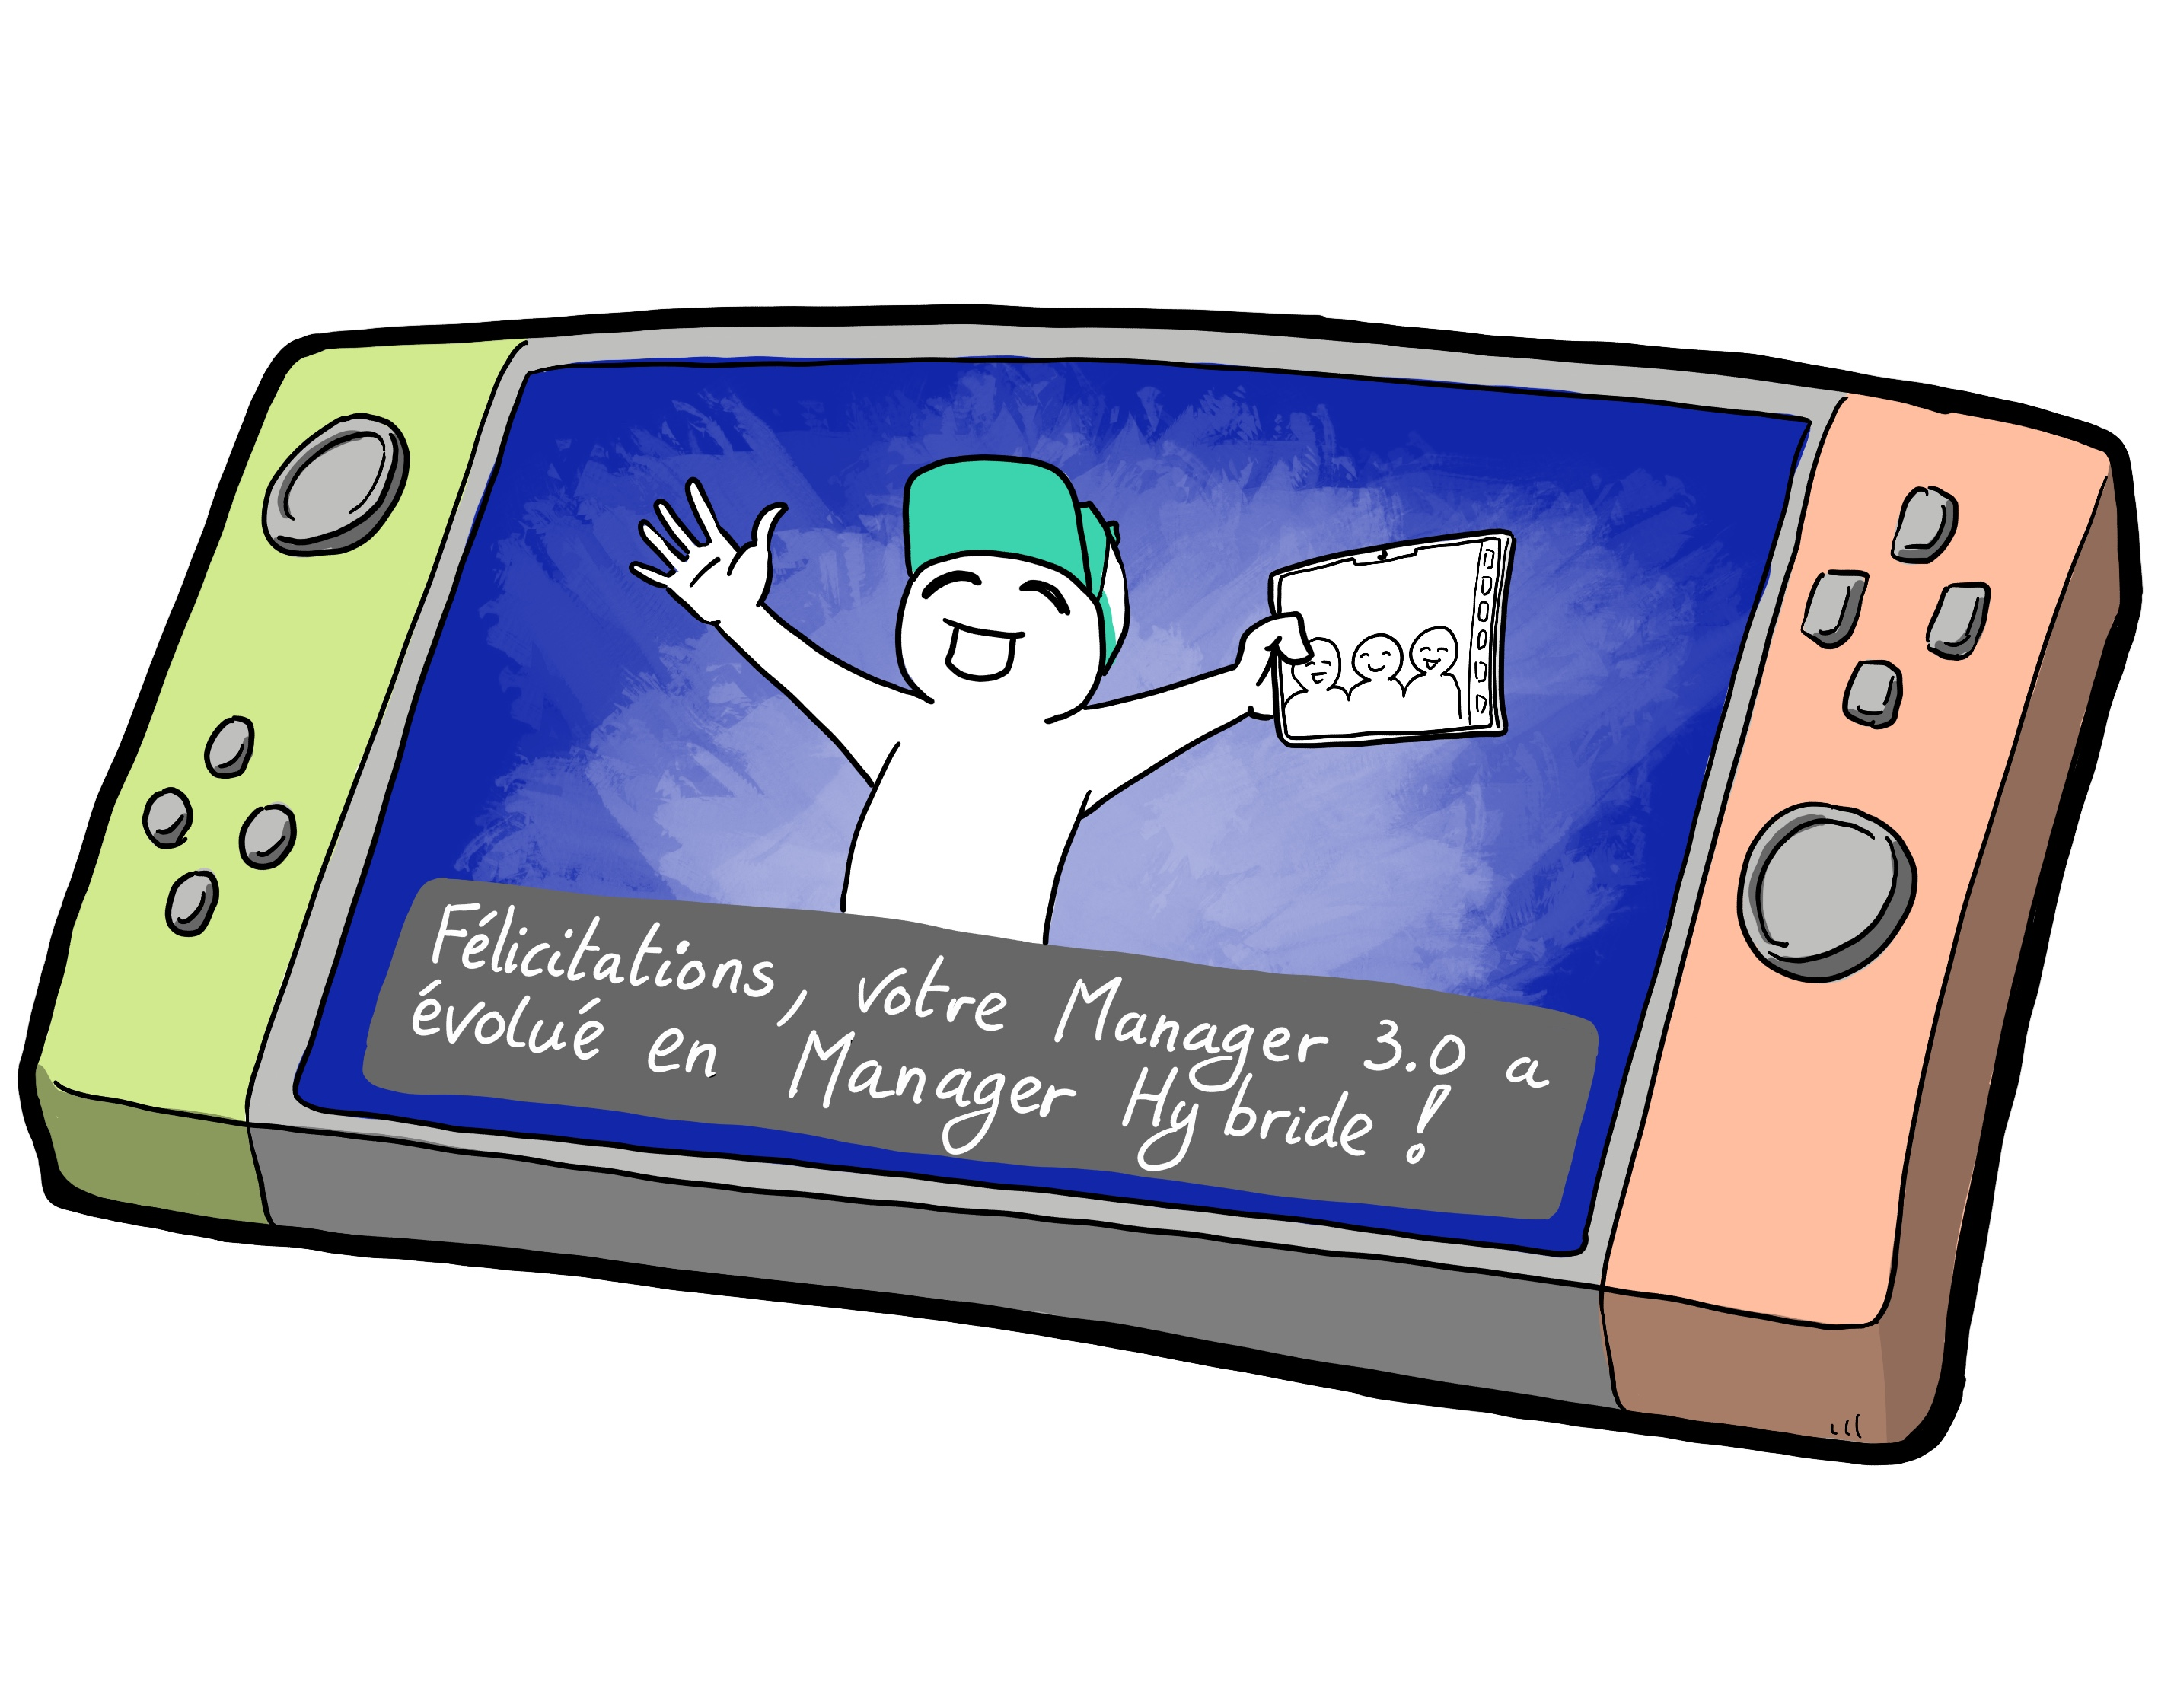 Félicitations, votre Manager 3.0 a
évolué en Manager Hybride !